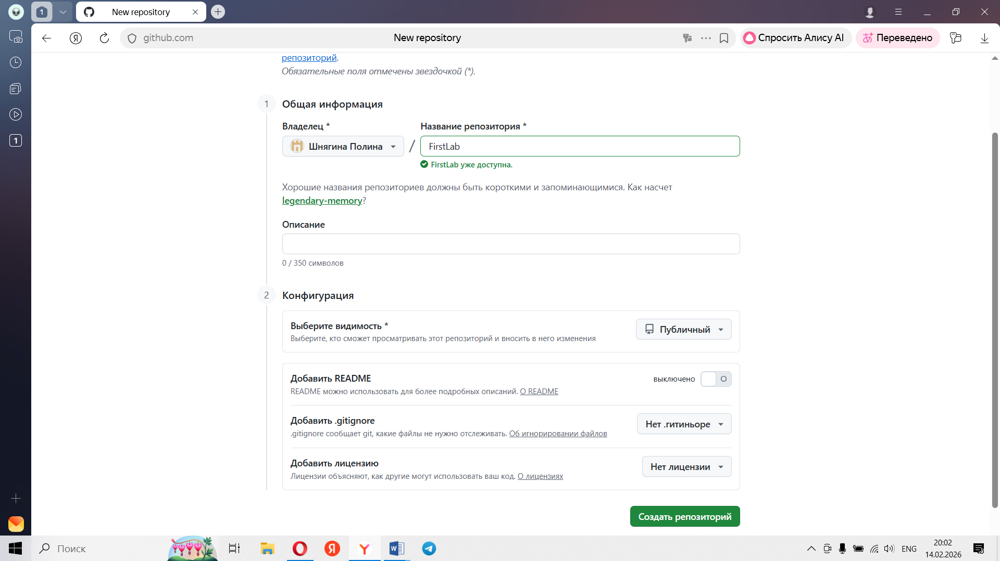 1
New repository
github.com
New repository
Спросить Алису AI
Переведено
1
репозиторий.
Обязательные поля отмечены звездочкой (*).
1
Общая информация
Владелец *
Название репозитория *
Шнягина Полина
/
FirstLab
FirstLab уже доступна.
Хорошие названия репозиториев должны быть короткими и запоминающимися. Как насчет
legendary-memory?
Описание
0 / 350 символов
2
Конфигурация
Выберите видимость *
Выберите, кто сможет просматривать этот репозиторий и вносить в него изменения
Публичный
Добавить README
README можно использовать для более подробных описаний. О README
выключено
Добавить .gitignore
.gitignore сообщает git, какие файлы не нужно отслеживать. Об игнорировании файлов
Нет .гитиньоре
Добавить лицензию
Лицензии объясняют, как другие могут использовать ваш код. О лицензиях
Нет лицензии
Создать репозиторий
Поиск
ENG
20:02
14.02.2026